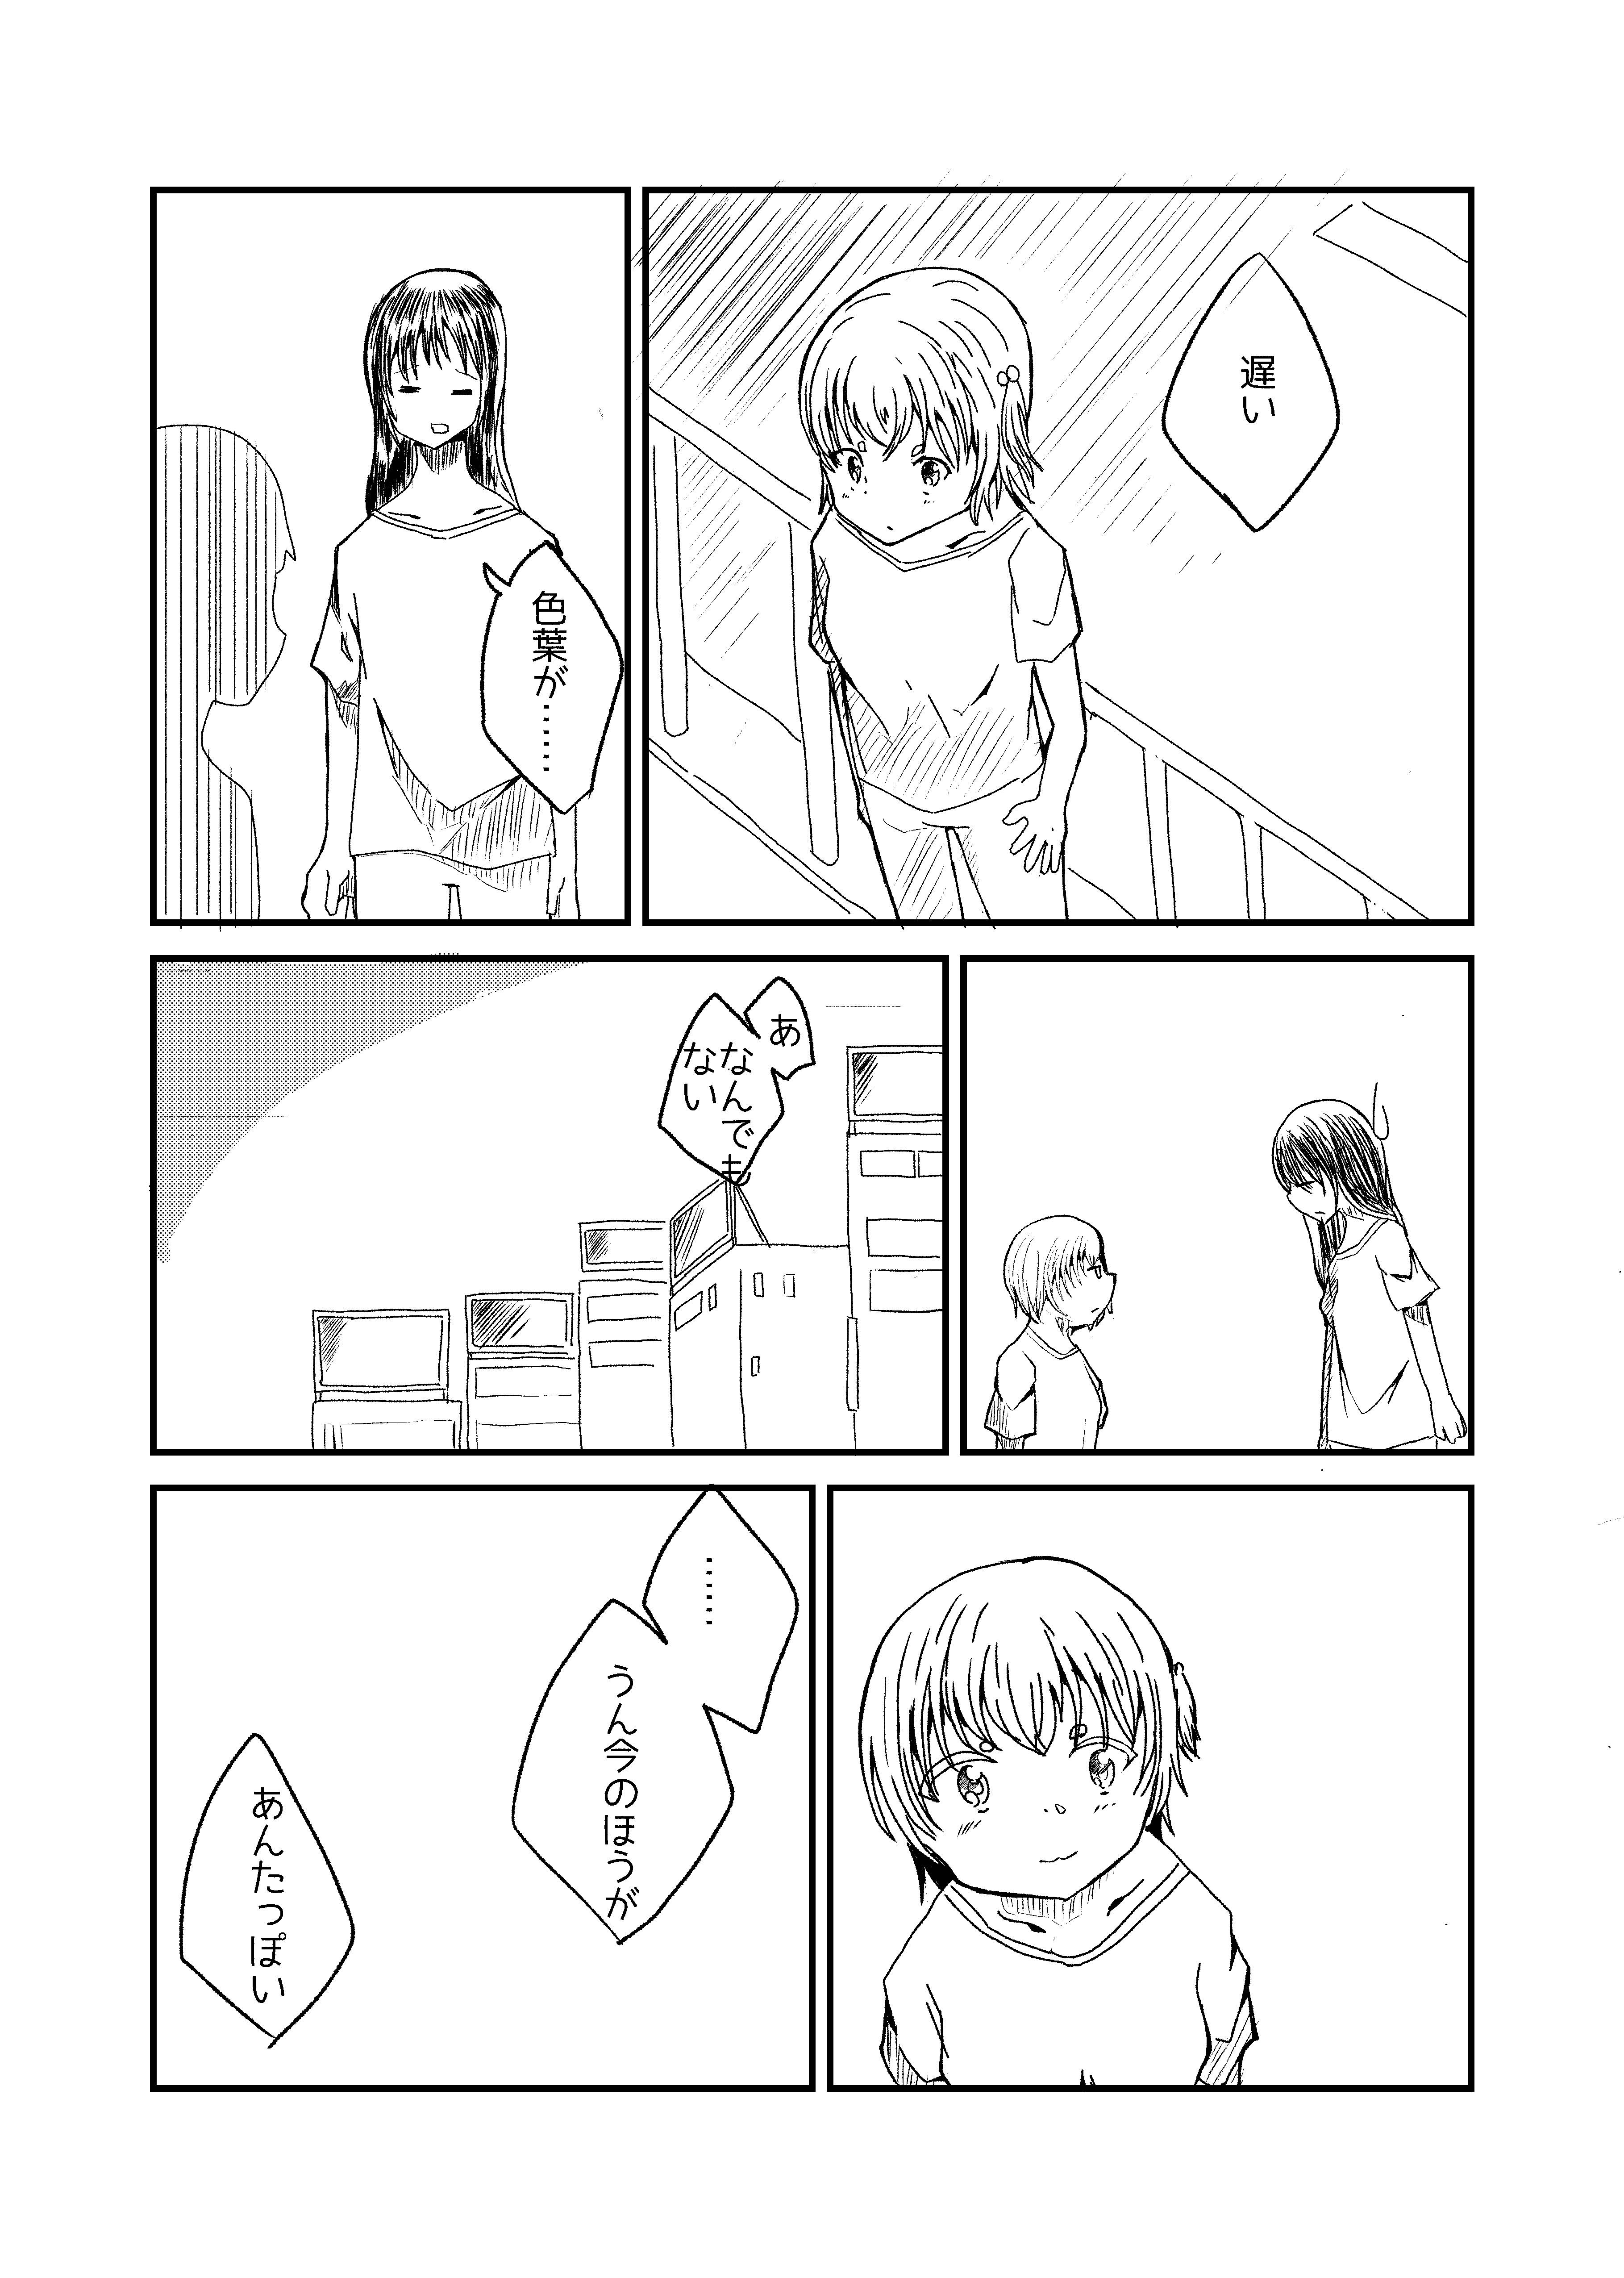 遅い
色葉が………
あ
なんでも
ない
……
うん今のほうが
あんたっぽい